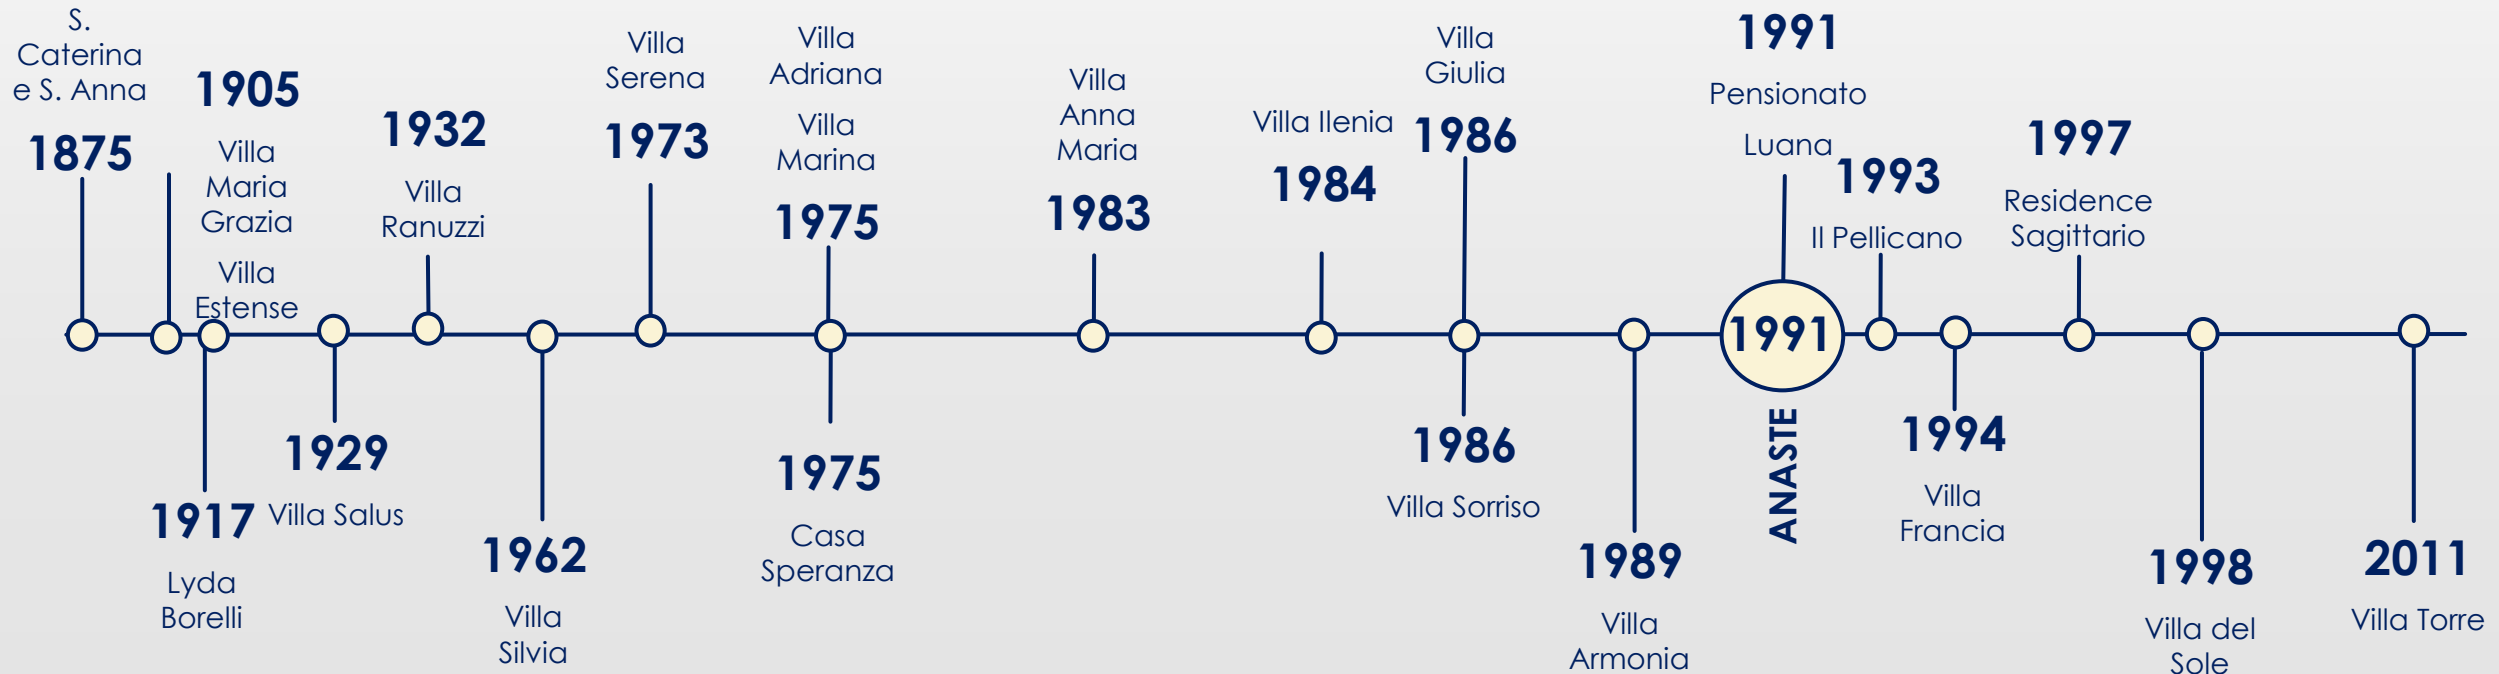 S.
Caterina
e S. Anna
1875
1905
Villa
Maria
Grazia
Villa
Estense
1917
Lyda
Borelli
1929
Villa Salus
1932
Villa
Ranuzzi
1962
Villa
Silvia
Villa
Serena
1973
Villa
Adriana
Villa
Marina
1975
1975
Casa
Speranza
Villa
Anna
Maria
1983
Villa Ilenia
1984
Villa
Giulia
1986
1986
Villa Sorriso
1989
Villa
Armonia
1991
Pensionato
Luana
1991
ANASTE
1993
Il Pellicano
1994
Villa
Francia
1997
Residence
Sagittario
1998
Villa del
Sole
2011
Villa Torre